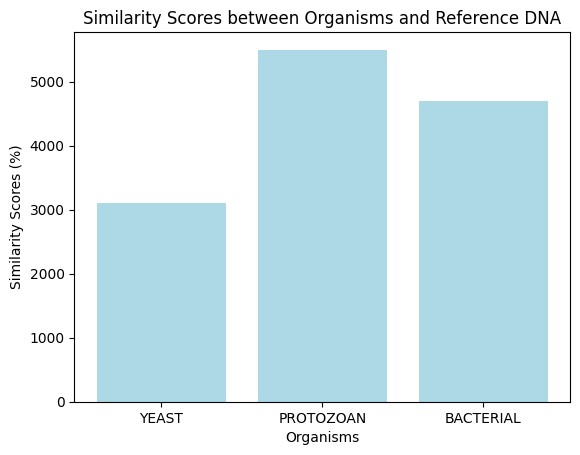 Similarity Scores between Organisms and Reference DNA
Similarity Scores (%)
5000
4000
3000
2000
1000
0
YEAST
PROTOZOAN
BACTERIAL
Organisms